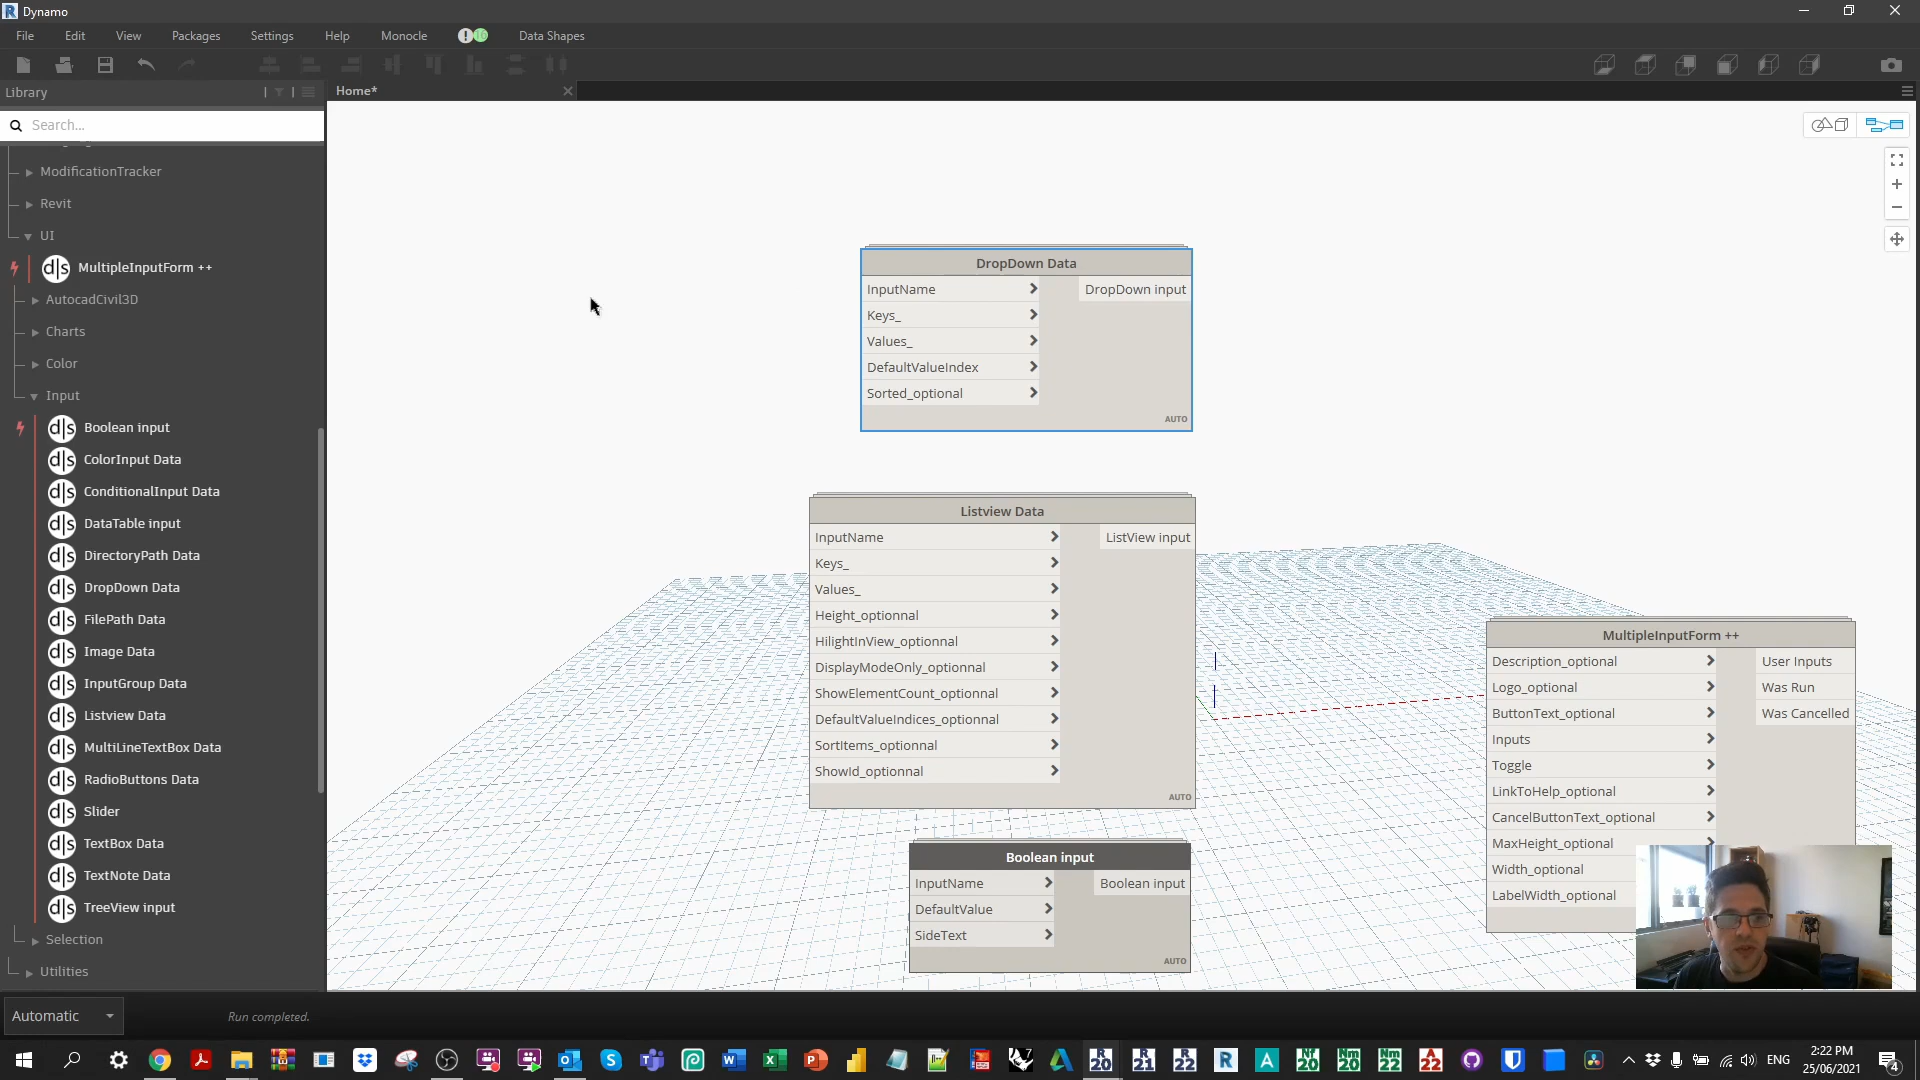 Dynamo
File Edit View Packages Settings Help Monocle Data Shapes
Library
Home*
Search...
ModificationTracker
Revit
UI
d|s MultipleInputForm ++
AutocadCivil3D
Charts
Color
Input
d|s Boolean input
d|s ColorInput Data
d|s ConditionalInput Data
d|s DataTable input
d|s DirectoryPath Data
d|s DropDown Data
d|s FilePath Data
d|s Image Data
d|s InputGroup Data
d|s Listview Data
d|s MultiLineTextBox Data
d|s RadioButtons Data
d|s Slider
d|s TextBox Data
d|s TextNote Data
d|s TreeView input
Selection
Utilities
DropDown Data
InputName DropDown input
Keys_
Values_
DefaultValueIndex
Sorted_optional
AUTO
Listview Data
InputName ListView input
Keys_
Values_
Height_optionnal
HilightInView_optionnal
DisplayModeOnly_optionnal
ShowElementCount_optionnal
DefaultValueIndices_optionnal
SortItems_optionnal
ShowId_optionnal
AUTO
Boolean input
InputName Boolean input
DefaultValue
SideText
AUTO
MultipleInputForm ++
Description_optional User Inputs
Logo_optional Was Run
ButtonText_optional Was Cancelled
Inputs
Toggle
LinkToHelp_optional
CancelButtonText_optional
MaxHeight_optional
Width_optional
LabelWidth_optional
Automatic
Run completed.
ENG
2:22 PM
25/06/2021